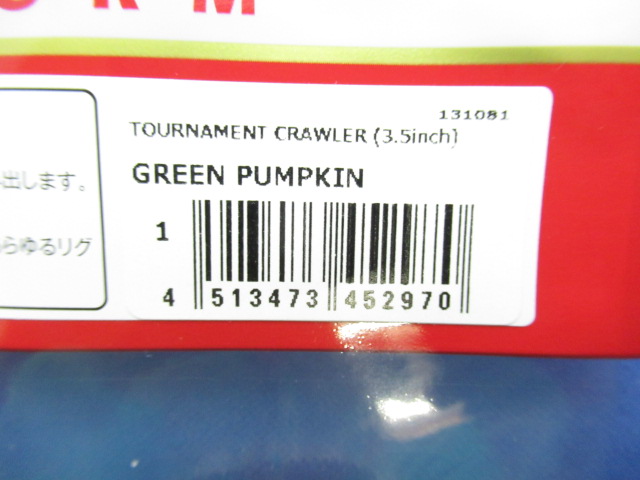 R M
131081
TOURNAMENT CRAWLER (3.5inch)
GREEN PUMPKIN
出します。
らゆるリグ
1
4 513473 452970